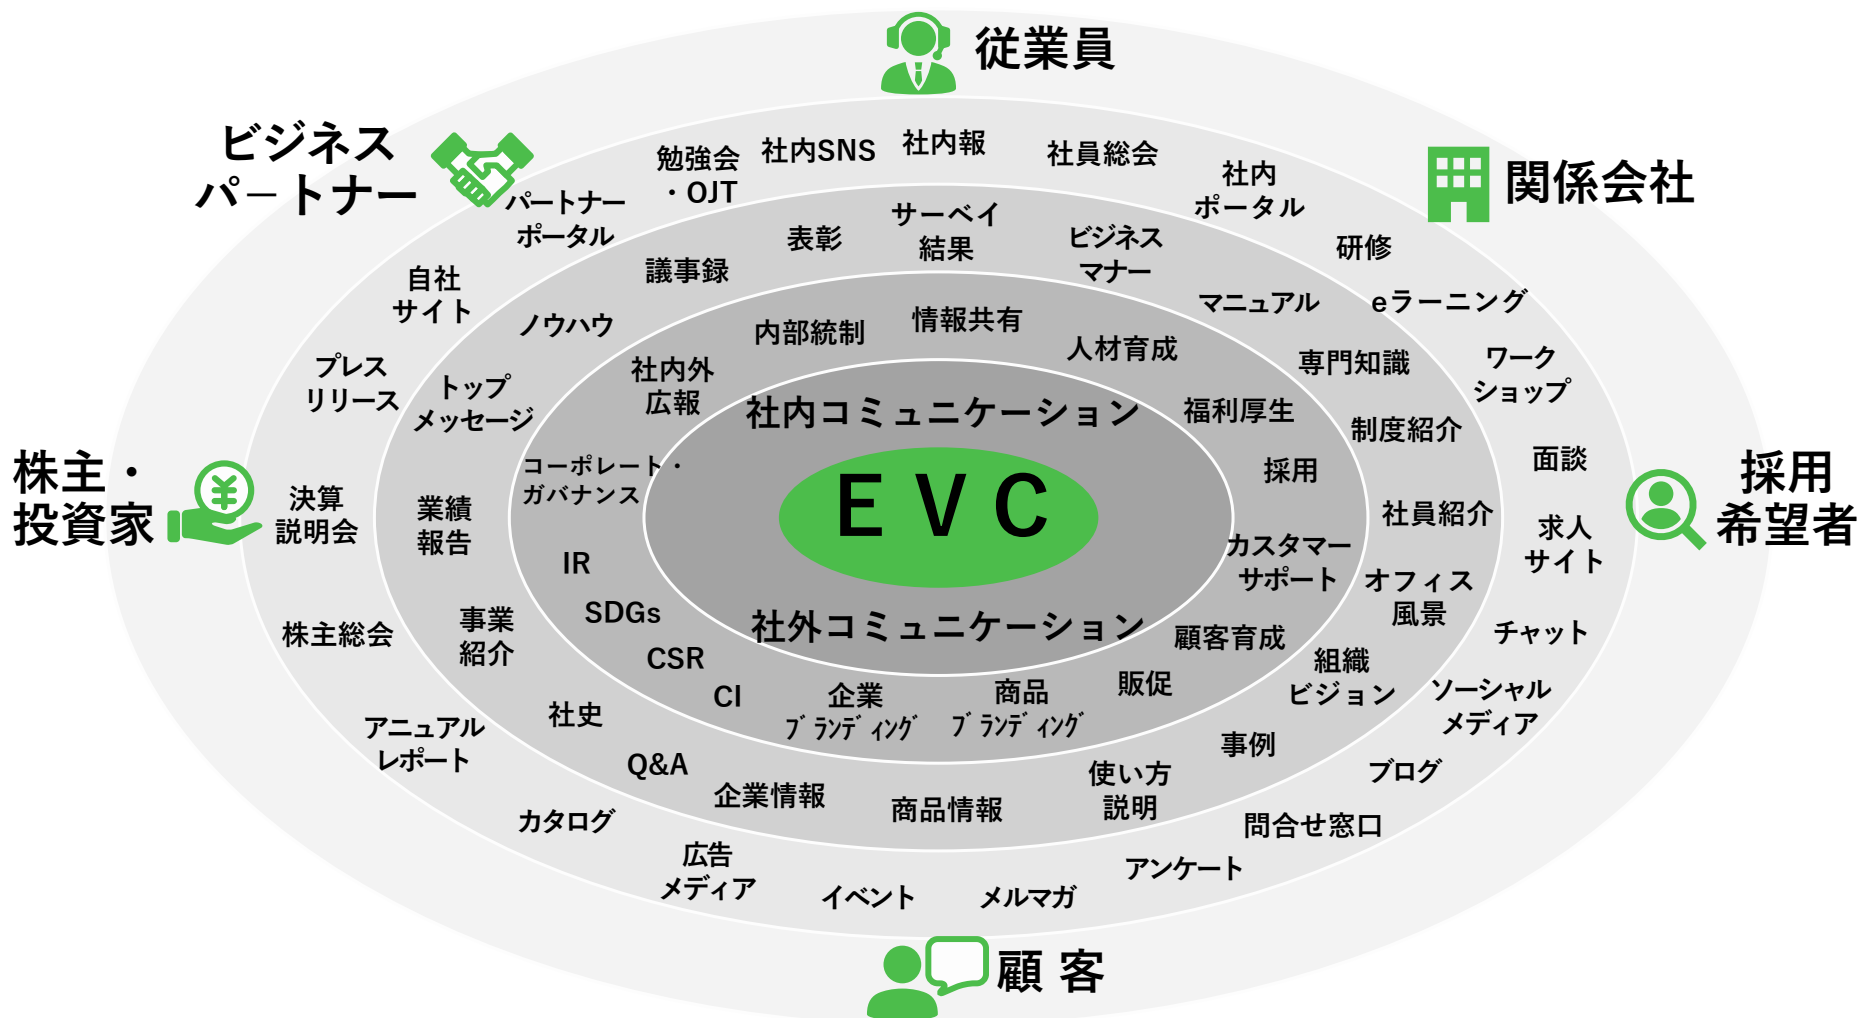 従業員
ビジネス
パートナー
関係会社
株主・
投資家
採用
希望者
顧 客
勉強会
・OJT
社内SNS
社内報
社員総会
社内
ポータル
研修
eラーニング
ワーク
ショップ
面談
求人
サイト
チャット
ソーシャル
メディア
ブログ
問合せ窓口
アンケート
メルマガ
イベント
広告
メディア
カタログ
アニュアル
レポート
株主総会
決算
説明会
プレス
リリース
自社
サイト
パートナー
ポータル
議事録
表彰
サーベイ
結果
ビジネス
マナー
マニュアル
専門知識
制度紹介
社員紹介
オフィス
風景
組織
ビジョン
事例
使い方
説明
商品情報
企業情報
Q&A
社史
事業
紹介
業績
報告
トップ
メッセージ
ノウハウ
社内外
広報
内部統制
情報共有
人材育成
福利厚生
採用
カスタマー
サポート
顧客育成
販促
商品
ブランディング
企業
ブランディング
CI
CSR
SDGs
IR
コーポレート・
ガバナンス
社内コミュニケーション
EVC
社外コミュニケーション